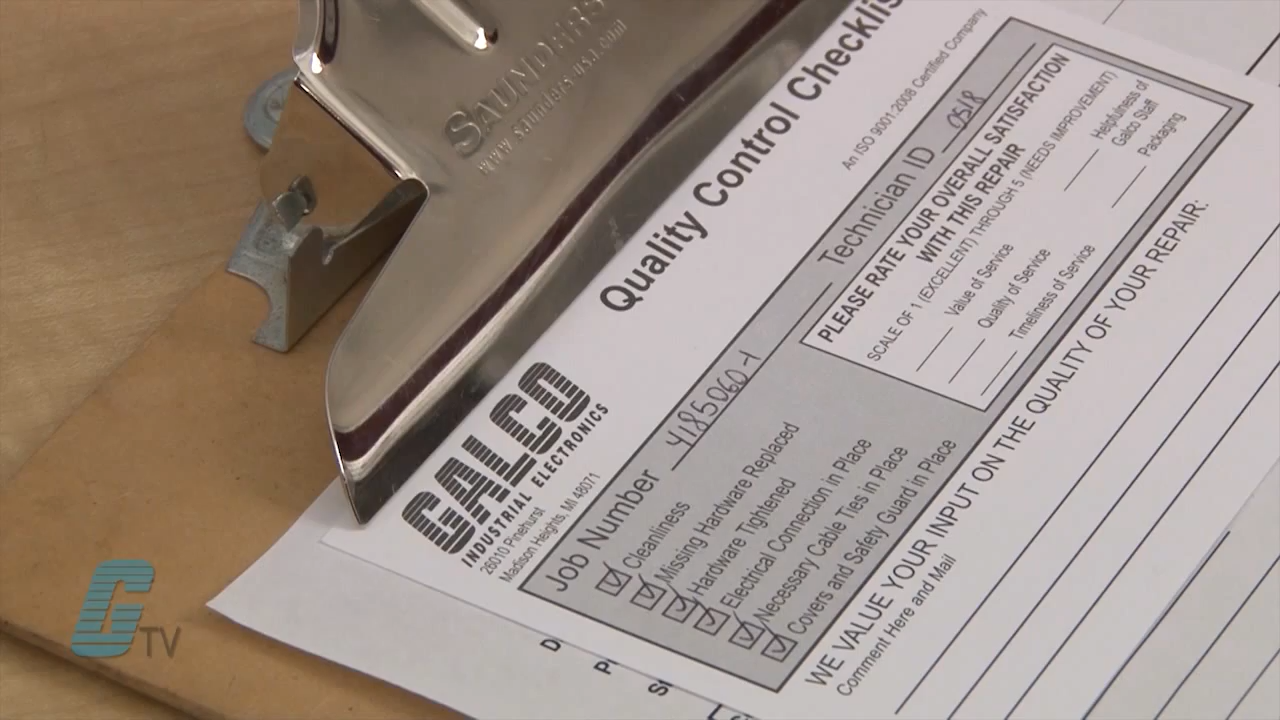 SAUNDERS
www.saunders-usa.com
Quality Control Checklist
An ISO 9001:2008 Certified Company
GALCO
INDUSTRIAL ELECTRONICS
26010 Pinehurst
Madison Heights, MI 48071
Job Number 4185060-1 Technician ID 0518
Cleanliness
Missing Hardware Replaced
Hardware Tightened
Electrical Connection in Place
Necessary Cable Ties in Place
Covers and Safety Guard in Place
PLEASE RATE YOUR OVERALL SATISFACTION
WITH THIS REPAIR
SCALE OF 1 (EXCELLENT) THROUGH 5 (NEEDS IMPROVEMENT)
Value of Service
Quality of Service
Timeliness of Service
Helpfulness of
Galco Staff
Packaging
WE VALUE YOUR INPUT ON THE QUALITY OF YOUR REPAIR:
Comment Here and Mail
G TV